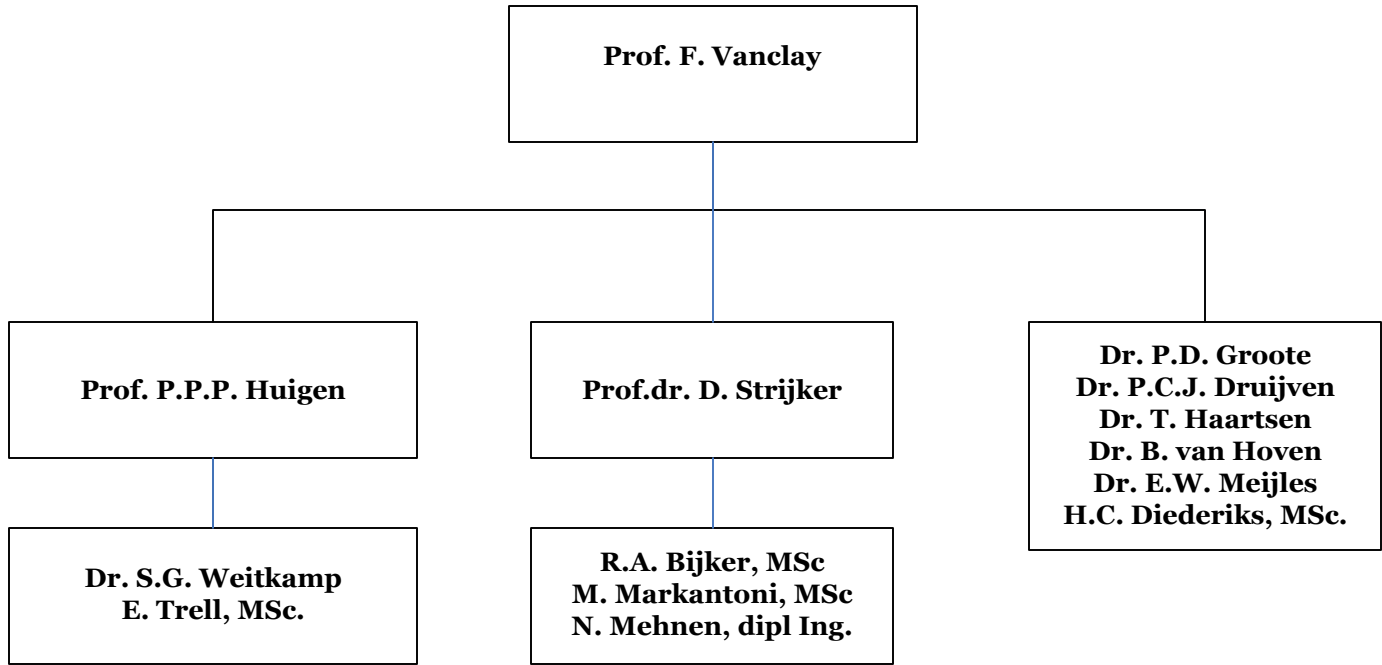 Prof. F. Vanclay
Prof. P.P.P. Huigen
Prof.dr. D. Strijker
Dr. P.D. Groote
Dr. P.C.J. Druijven
Dr. T. Haartsen
Dr. B. van Hoven
Dr. E.W. Meijles
H.C. Diederiks, MSc.
Dr. S.G. Weitkamp
E. Trell, MSc.
R.A. Bijker, MSc
M. Markantoni, MSc
N. Mehnen, dipl Ing.